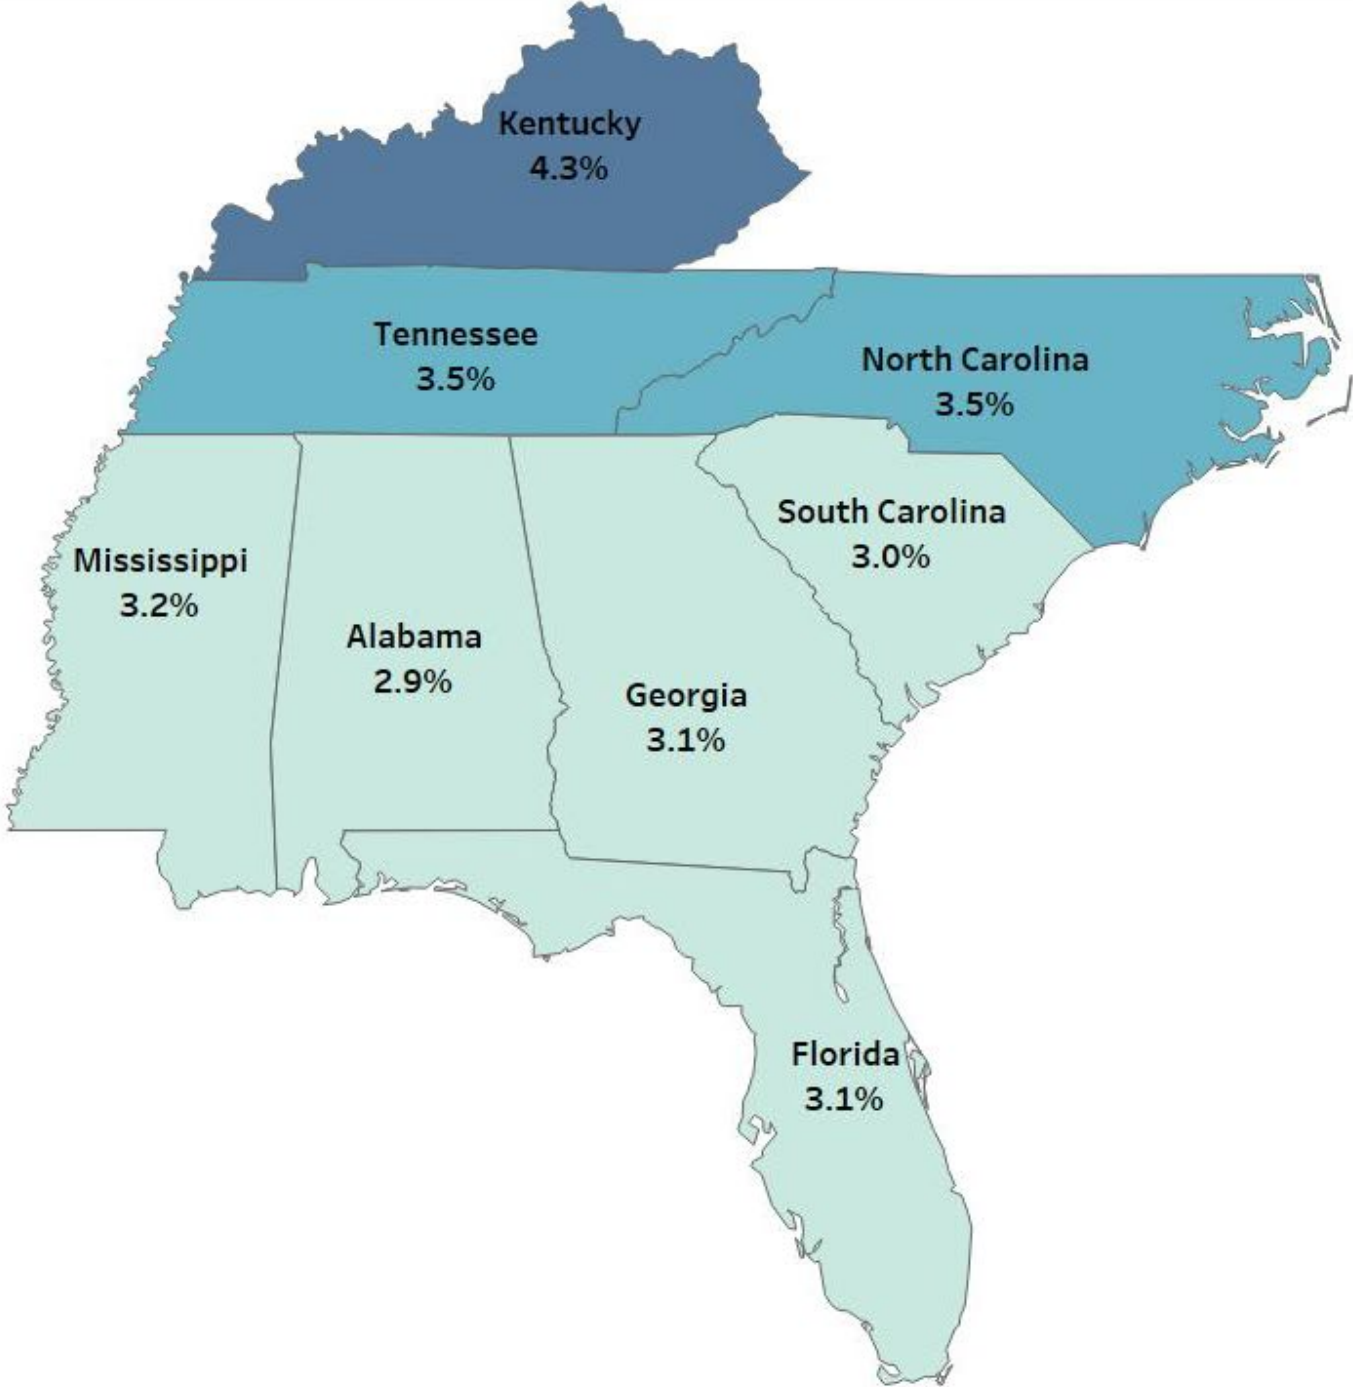 Kentucky
4.3%
Tennessee
3.5%
North Carolina
3.5%
South Carolina
3.0%
Mississippi
3.2%
Alabama
2.9%
Georgia
3.1%
Florida
3.1%